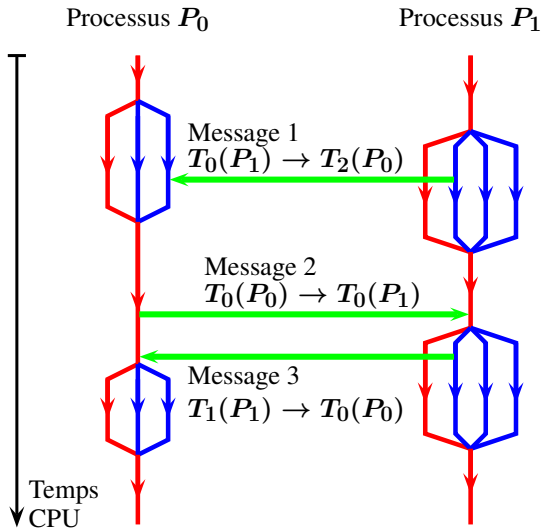 Processus P₀
Processus P₁
Message 1
T₀(P₁) → T₂(P₀)
Message 2
T₀(P₀) → T₀(P₁)
Message 3
T₁(P₁) → T₀(P₀)
Temps
CPU